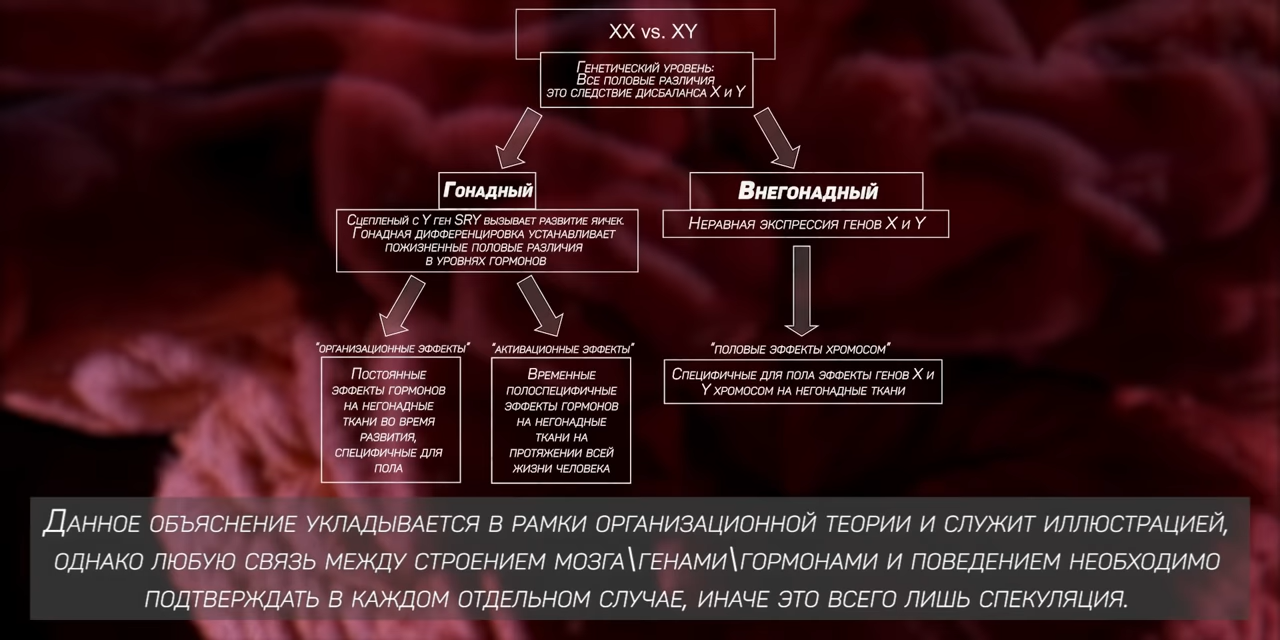 XX vs. XY
Генетический уровень:
Все половые различия
это следствие дисбаланса X и Y
Гонадный
Внегонадный
Сцепленый с Y ген SRY вызывает развитие яичек.
Гонадная дифференцировка устанавливает
пожизненные половые различия
в уровнях гормонов
Неравная экспрессия генов X и Y
"организационные эффекты"
"активационные эффекты"
"половые эффекты хромосом"
Постоянные
эффекты гормонов
на негонадные
ткани во время
развития,
специфичные для
пола
Временные
полоспецифичные
эффекты гормонов
на негонадные
ткани на
протяжении всей
жизни человека
Специфичные для пола эффекты генов X и
Y хромосом на негонадные ткани
Данное объяснение укладывается в рамки организационной теории и служит иллюстрацией,
однако любую связь между строением мозга\генами\гормонами и поведением необходимо
подтверждать в каждом отдельном случае, иначе это всего лишь спекуляция.